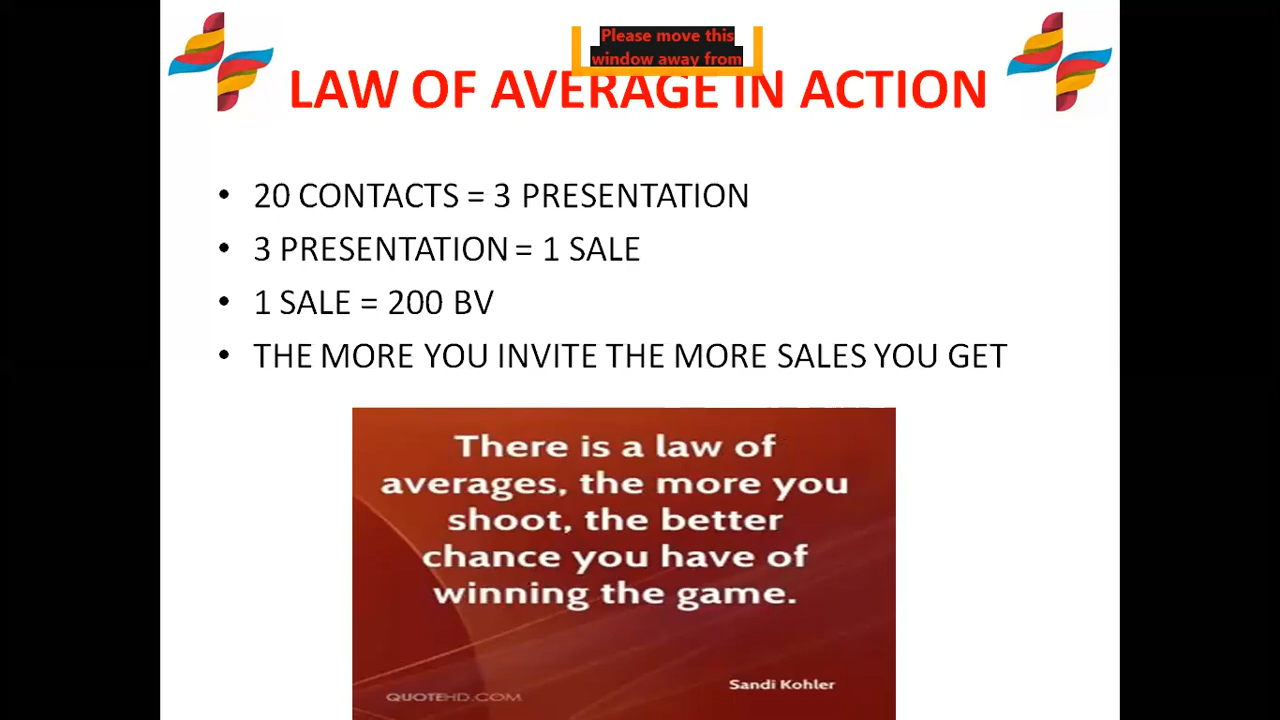 Please move this
window away from
LAW OF AVERAGE IN ACTION
• 20 CONTACTS = 3 PRESENTATION
• 3 PRESENTATION = 1 SALE
• 1 SALE = 200 BV
• THE MORE YOU INVITE THE MORE SALES YOU GET
There is a law of
averages, the more you
shoot, the better
chance you have of
winning the game.
Sandi Kohler
QUOTEHD.COM